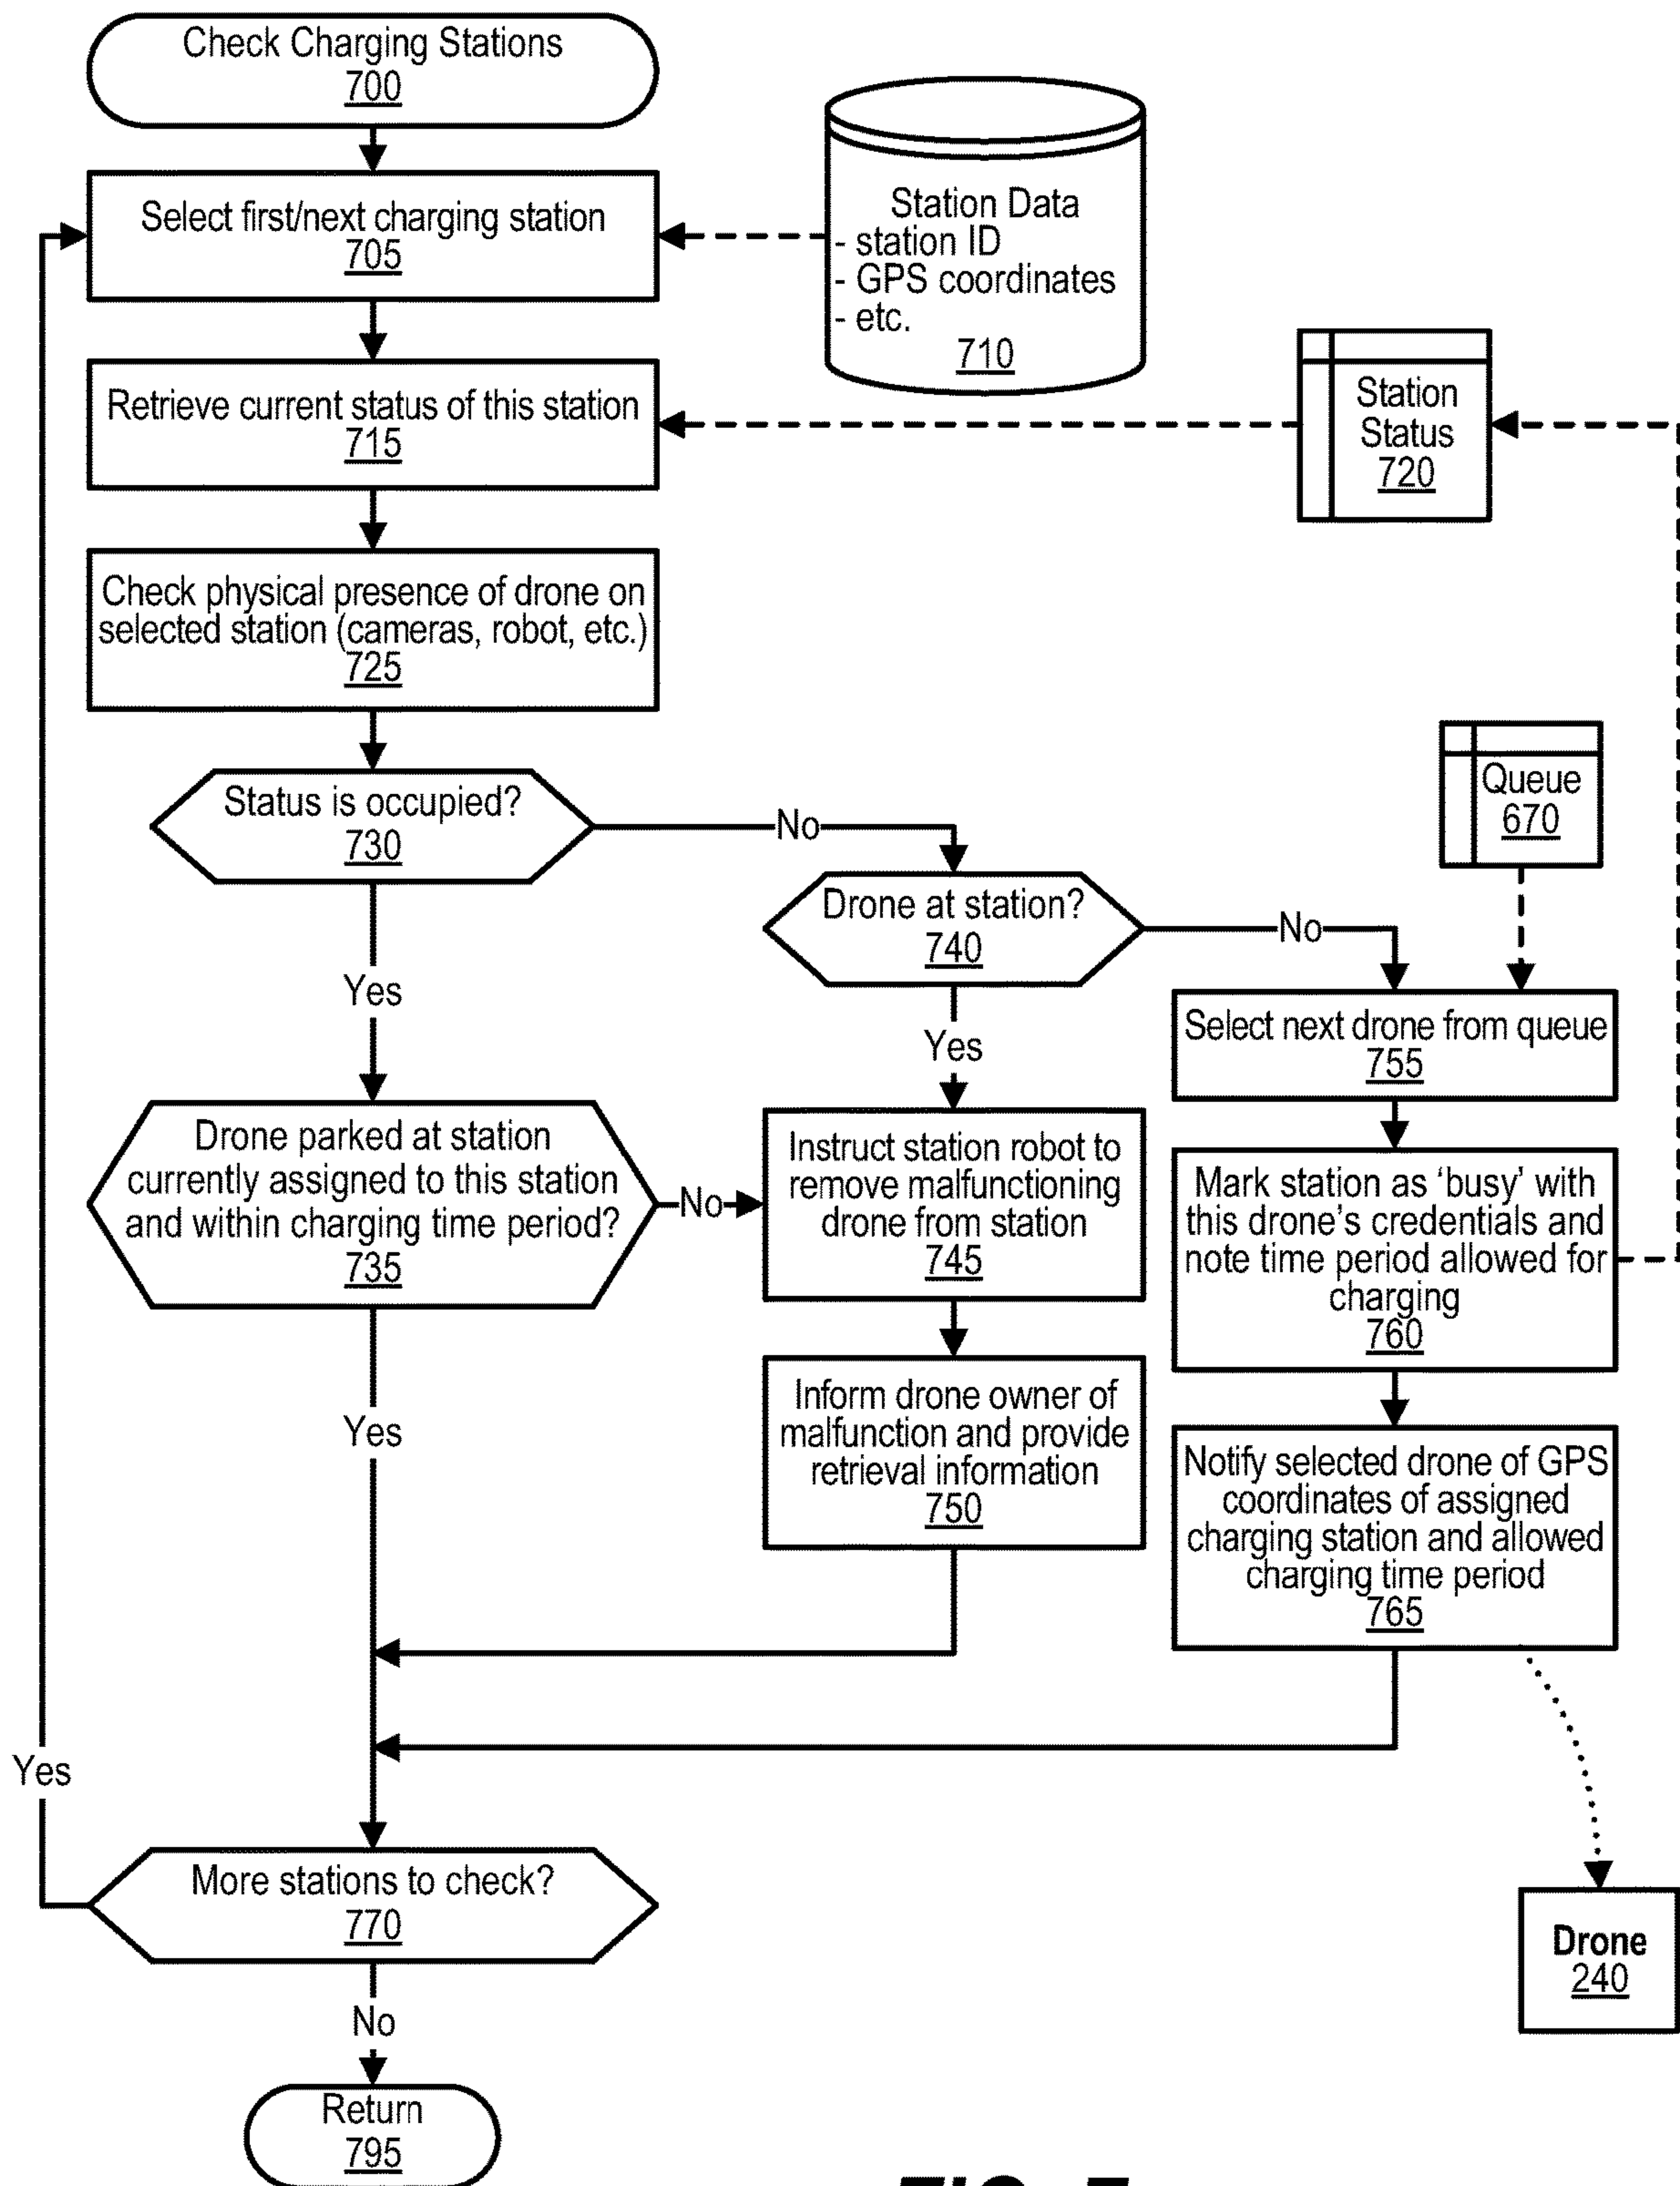 Check Charging Stations
700
Select first/next charging station
705
Station Data
- station ID
- GPS coordinates
- etc.
710
Retrieve current status of this station
715
Station
Status
720
Check physical presence of drone on
selected station (cameras, robot, etc.)
725
Status is occupied?
730
No
Queue
670
Drone at station?
740
No
Yes
Yes
Select next drone from queue
755
Drone parked at station
currently assigned to this station
and within charging time period?
735
No
Instruct station robot to
remove malfunctioning
drone from station
745
Mark station as ‘busy’ with
this drone’s credentials and
note time period allowed for
charging
760
Yes
Inform drone owner of
malfunction and provide
retrieval information
750
Notify selected drone of GPS
coordinates of assigned
charging station and allowed
charging time period
765
Yes
More stations to check?
770
Drone
240
No
Return
795